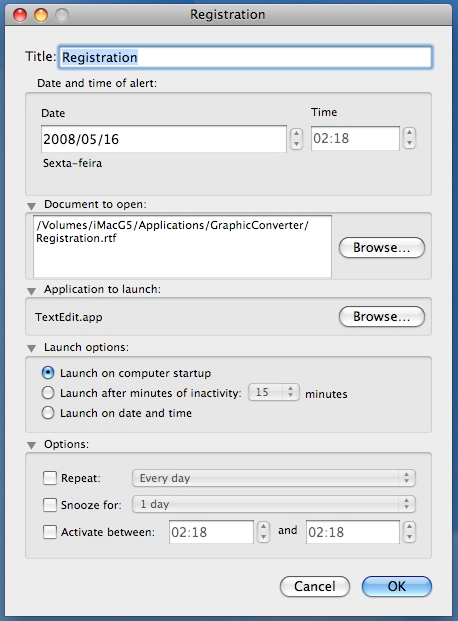 Registration
Title: Registration
Date and time of alert:
Date Time
2008/05/16 02:18
Sexta-feira
Document to open:
/Volumes/iMacG5/Applications/GraphicConverter/
Registration.rtf
Browse...
Application to launch:
TextEdit.app Browse...
Launch options:
Launch on computer startup
Launch after minutes of inactivity: 15 minutes
Launch on date and time
Options:
Repeat: Every day
Snooze for: 1 day
Activate between: 02:18 and 02:18
Cancel OK